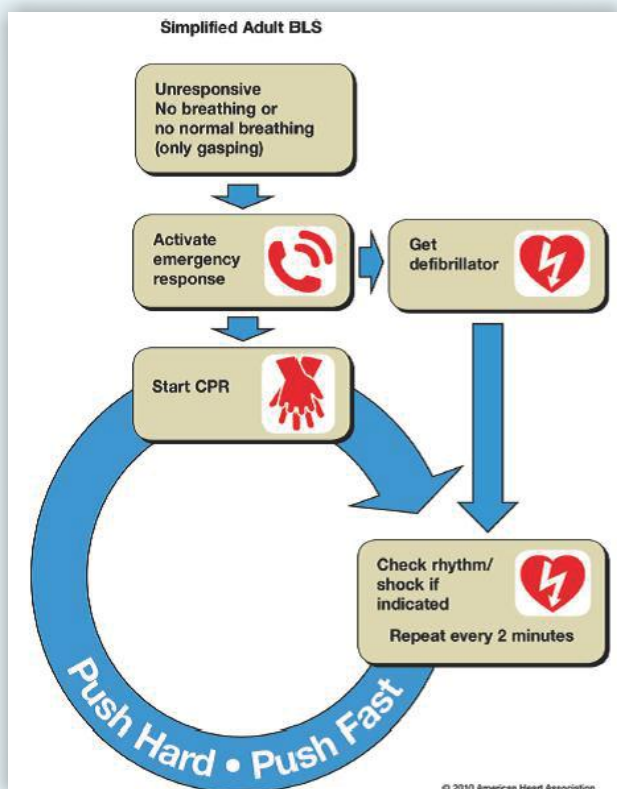 Simplified Adult BLS
Unresponsive
No breathing or
no normal breathing
(only gasping)
Activate
emergency
response
Get
defibrillator
Start CPR
Check rhythm/
shock if
indicated
Repeat every 2 minutes
Push Hard • Push Fast
© 2010 American Heart Association